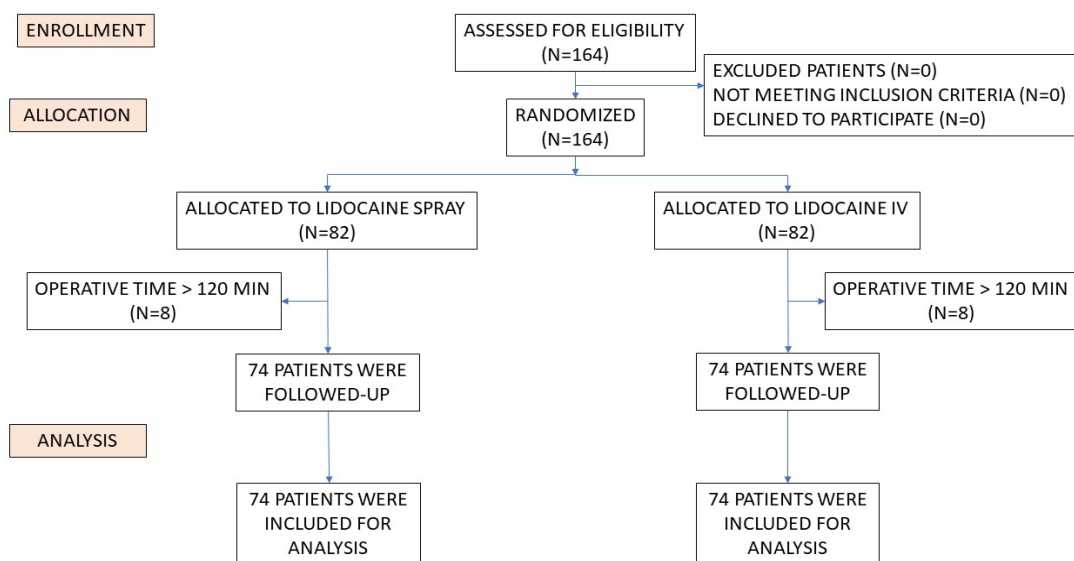 ENROLLMENT
ASSESSED FOR ELIGIBILITY
(N=164)
EXCLUDED PATIENTS (N=0)
NOT MEETING INCLUSION CRITERIA (N=0)
DECLINED TO PARTICIPATE (N=0)
ALLOCATION
RANDOMIZED
(N=164)
ALLOCATED TO LIDOCAINE SPRAY
(N=82)
ALLOCATED TO LIDOCAINE IV
(N=82)
OPERATIVE TIME > 120 MIN
(N=8)
OPERATIVE TIME > 120 MIN
(N=8)
74 PATIENTS WERE
FOLLOWED-UP
74 PATIENTS WERE
FOLLOWED-UP
ANALYSIS
74 PATIENTS WERE
INCLUDED FOR
ANALYSIS
74 PATIENTS WERE
INCLUDED FOR
ANALYSIS